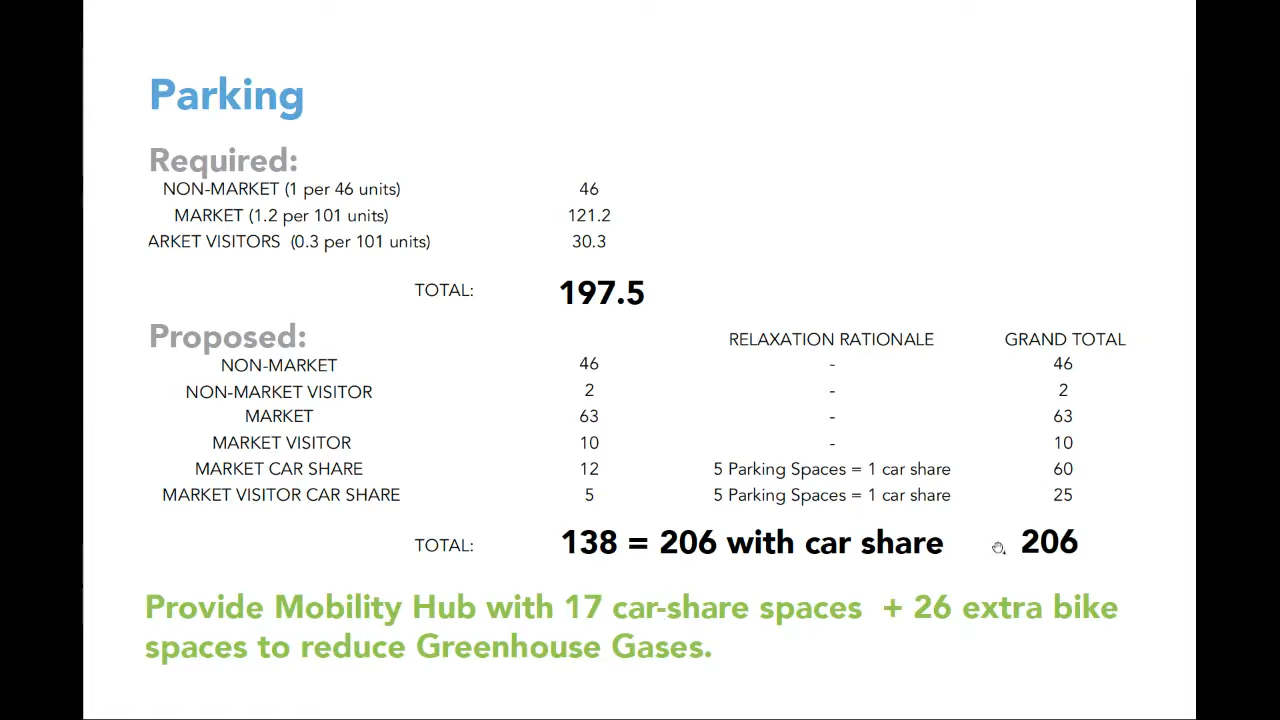 Parking
Required:
NON-MARKET (1 per 46 units) 46
MARKET (1.2 per 101 units) 121.2
ARKET VISITORS (0.3 per 101 units) 30.3
TOTAL: 197.5
Proposed: RELAXATION RATIONALE GRAND TOTAL
NON-MARKET 46 - 46
NON-MARKET VISITOR 2 - 2
MARKET 63 - 63
MARKET VISITOR 10 - 10
MARKET CAR SHARE 12 5 Parking Spaces = 1 car share 60
MARKET VISITOR CAR SHARE 5 5 Parking Spaces = 1 car share 25
TOTAL: 138 = 206 with car share 206
Provide Mobility Hub with 17 car-share spaces + 26 extra bike
spaces to reduce Greenhouse Gases.